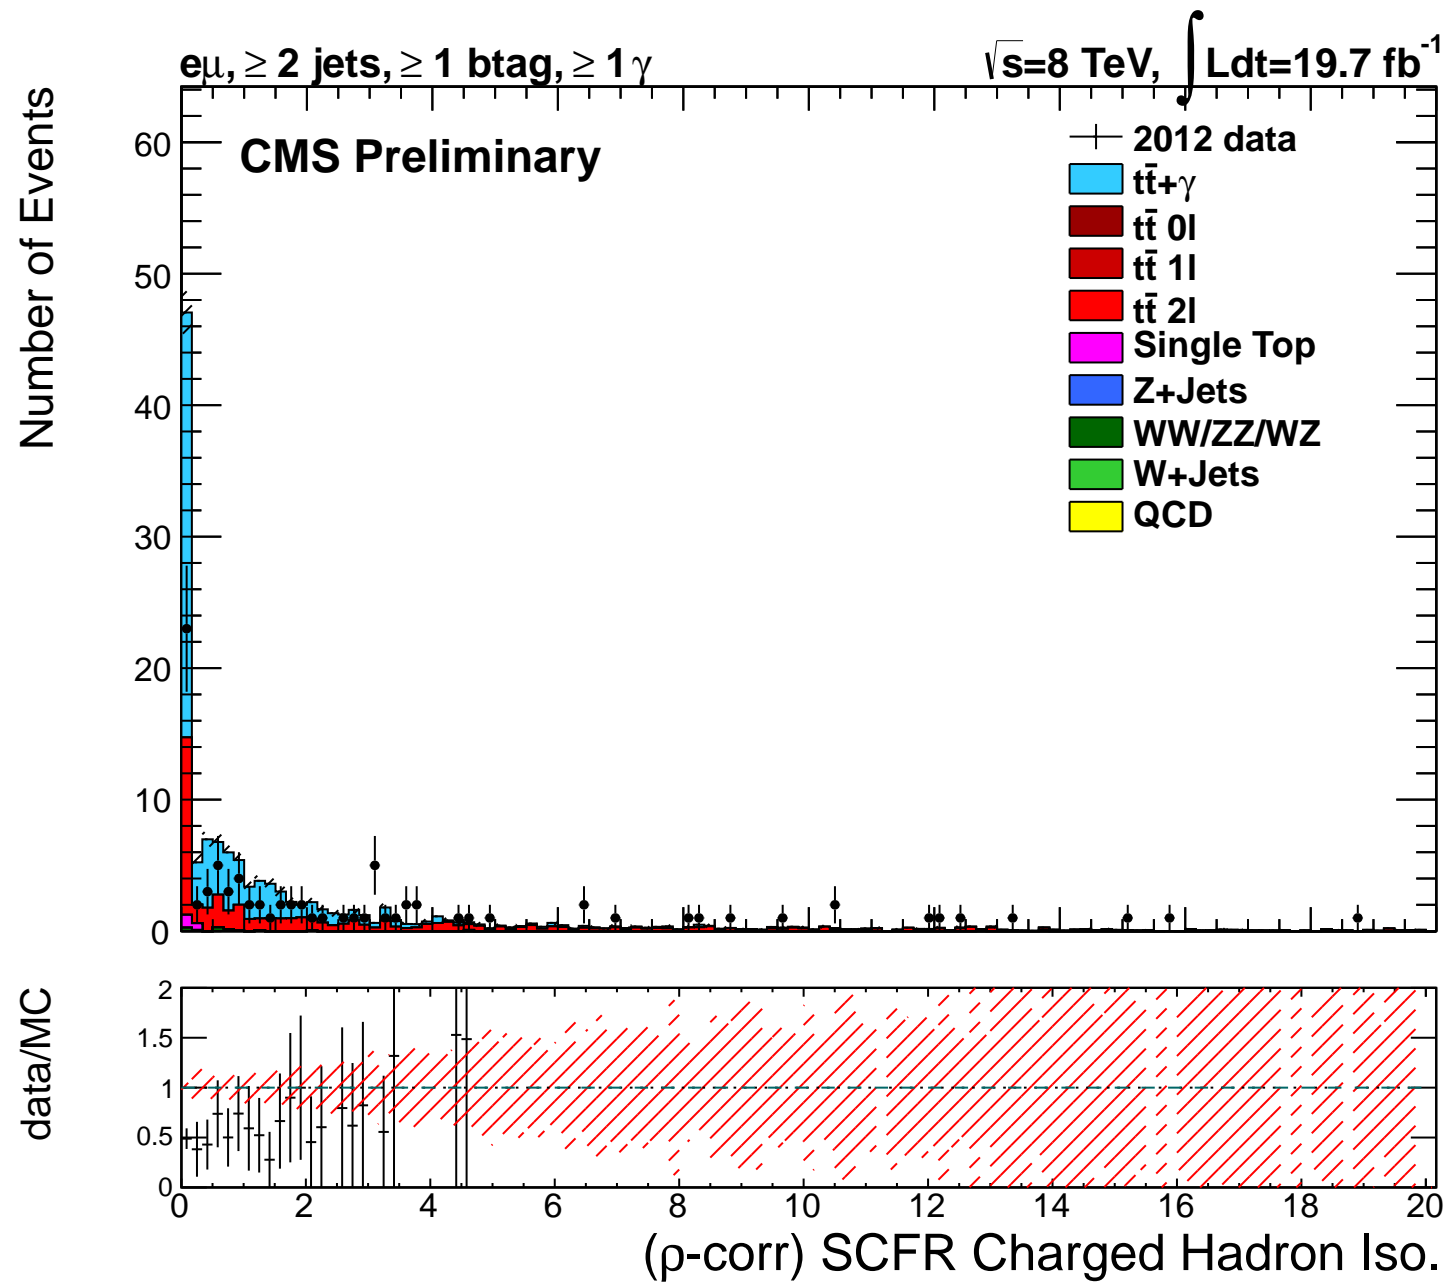 eμ, ≥ 2 jets, ≥ 1 btag, ≥ 1 γ
√s=8 TeV, ∫Ldt=19.7 fb⁻¹
Number of Events
CMS Preliminary
2012 data
tt̄+γ
tt̄ 0l
tt̄ 1l
tt̄ 2l
Single Top
Z+Jets
WW/ZZ/WZ
W+Jets
QCD
60
50
40
30
20
10
0
data/MC
2
1.5
1
0.5
0
0 2 4 6 8 10 12 14 16 18 20
(ρ-corr) SCFR Charged Hadron Iso.